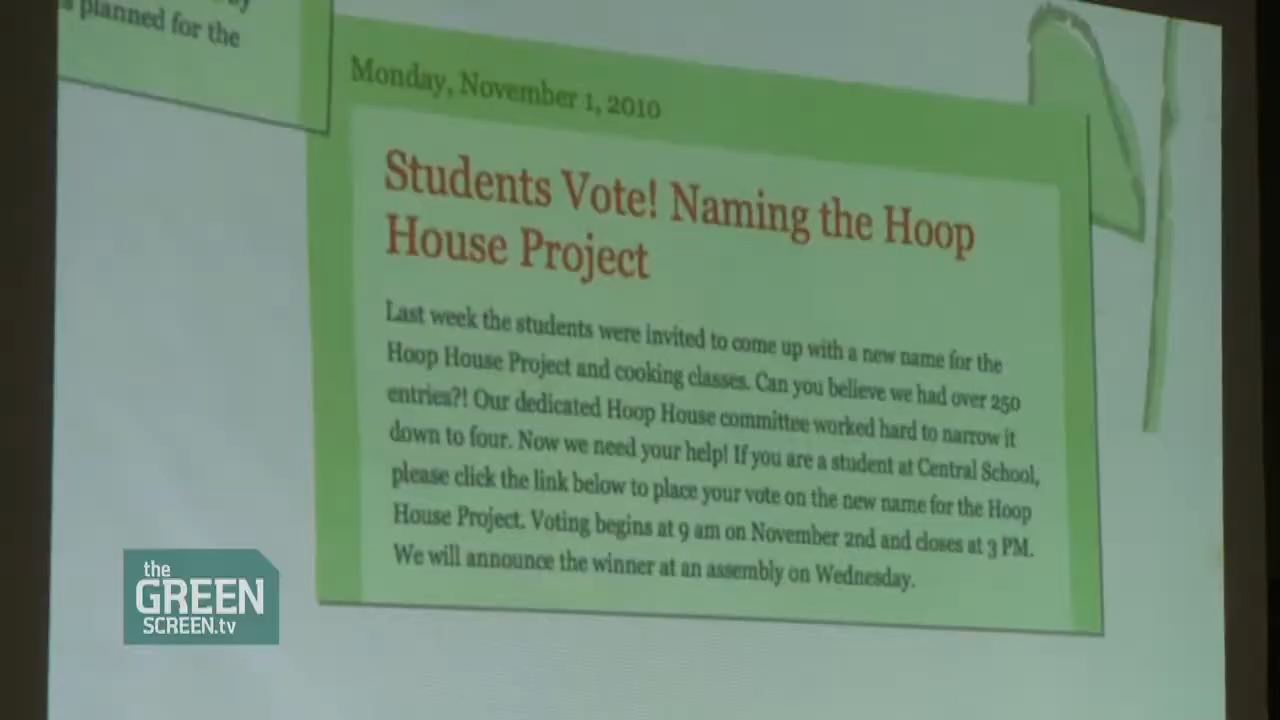 planned for the
Monday, November 1, 2010
Students Vote! Naming the Hoop
House Project
Last week the students were invited to come up with a new name for the
Hoop House Project and cooking classes. Can you believe we had over 250
entries?! Our dedicated Hoop House committee worked hard to narrow it
down to four. Now we need your help! If you are a student at Central School,
please click the link below to place your vote on the new name for the Hoop
House Project. Voting begins at 9 am on November 2nd and closes at 3 PM.
We will announce the winner at an assembly on Wednesday.
the
GREEN
SCREEN.tv